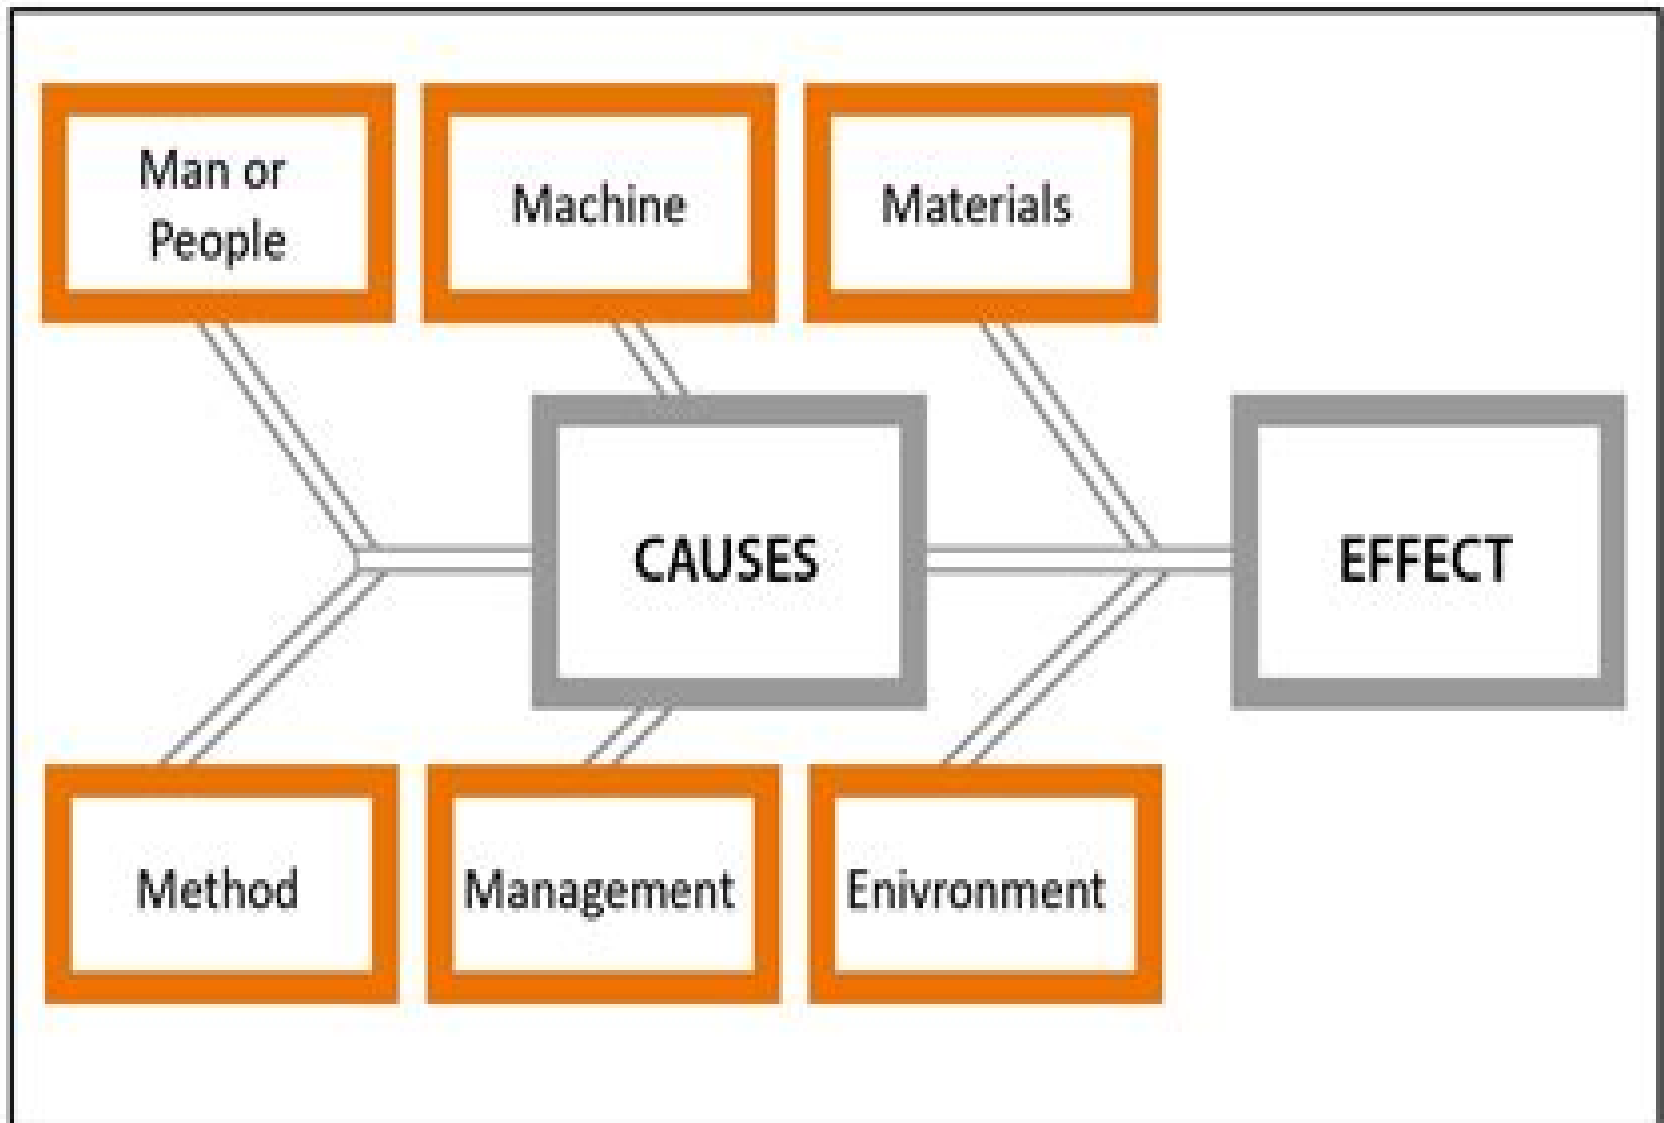 Man or
People
Machine
Materials
CAUSES
EFFECT
Method
Management
Enivronment